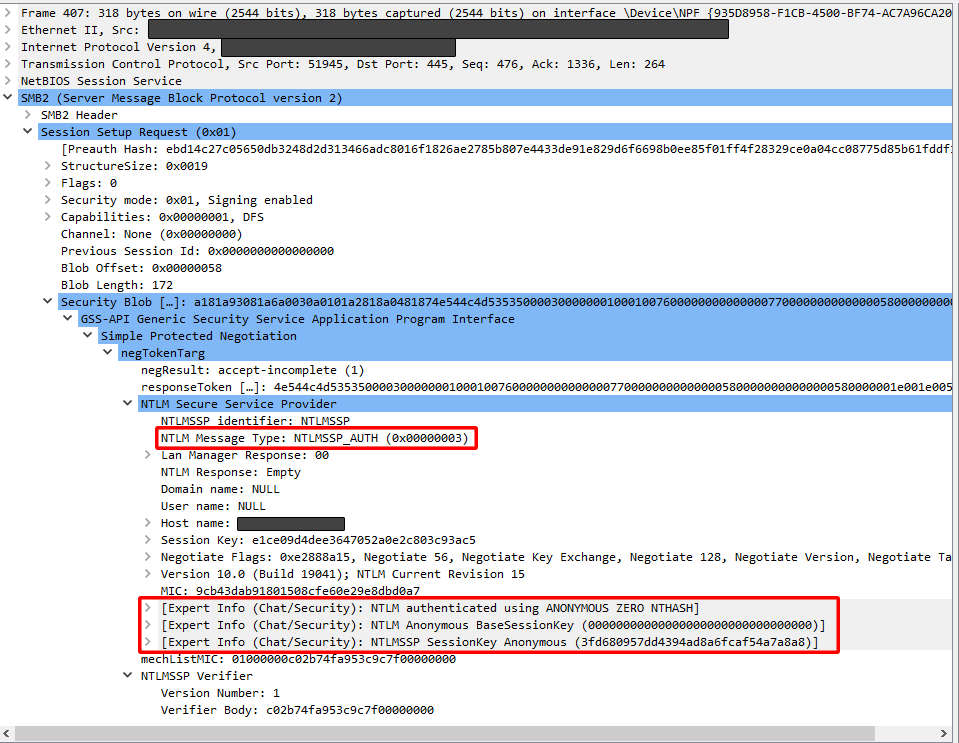 Frame 407: 318 bytes on wire (2544 bits), 318 bytes captured (2544 bits) on interface \Device\NPF_{935D8958-F1CB-4500-BF74-AC7A96CA20
Ethernet II, Src:
Internet Protocol Version 4,
Transmission Control Protocol, Src Port: 51945, Dst Port: 445, Seq: 476, Ack: 1336, Len: 264
NetBIOS Session Service
SMB2 (Server Message Block Protocol version 2)
SMB2 Header
Session Setup Request (0x01)
[Preauth Hash: ebd14c27c05650db3248d2d313466adc8016f1826ae2785b807e4433de91e829d6f6698b0ee85f01ff4f28329ce0a04cc08775d85b61fddf
StructureSize: 0x0019
Flags: 0
Security mode: 0x01, Signing enabled
Capabilities: 0x00000001, DFS
Channel: None (0x00000000)
Previous Session Id: 0x0000000000000000
Blob Offset: 0x00000058
Blob Length: 172
Security Blob […]:
GSS-API Generic Security Service Application Program Interface
Simple Protected Negotiation
negTokenTarg
negResult: accept-incomplete (1)
responseToken […]:
NTLM Secure Service Provider
NTLMSSP identifier: NTLMSSP
NTLM Message Type: NTLMSSP_AUTH (0x00000003)
Lan Manager Response: 00
NTLM Response: Empty
Domain name: NULL
User name: NULL
Host name:
Session Key: e1ce09d4dee3647052a0e2c803c93ac5
Negotiate Flags: 0xe2888a15, Negotiate 56, Negotiate Key Exchange, Negotiate 128, Negotiate Version, Negotiate Ta
Version 10.0 (Build 19041); NTLM Current Revision 15
MIC: 9cb43dab91801508cfe60e29e8dbd0a7
[Expert Info (Chat/Security): NTLM authenticated using ANONYMOUS ZERO NTHASH]
[Expert Info (Chat/Security): NTLM Anonymous BaseSessionKey (00000000000000000000000000000000)]
[Expert Info (Chat/Security): NTLMSSP SessionKey Anonymous (3fd680957dd4394ad8a6fcaf54a7a8a8)]
mechListMIC: 01000000c02b74fa953c9c7f00000000
NTLMSSP Verifier
Version Number: 1
Verifier Body: c02b74fa953c9c7f00000000